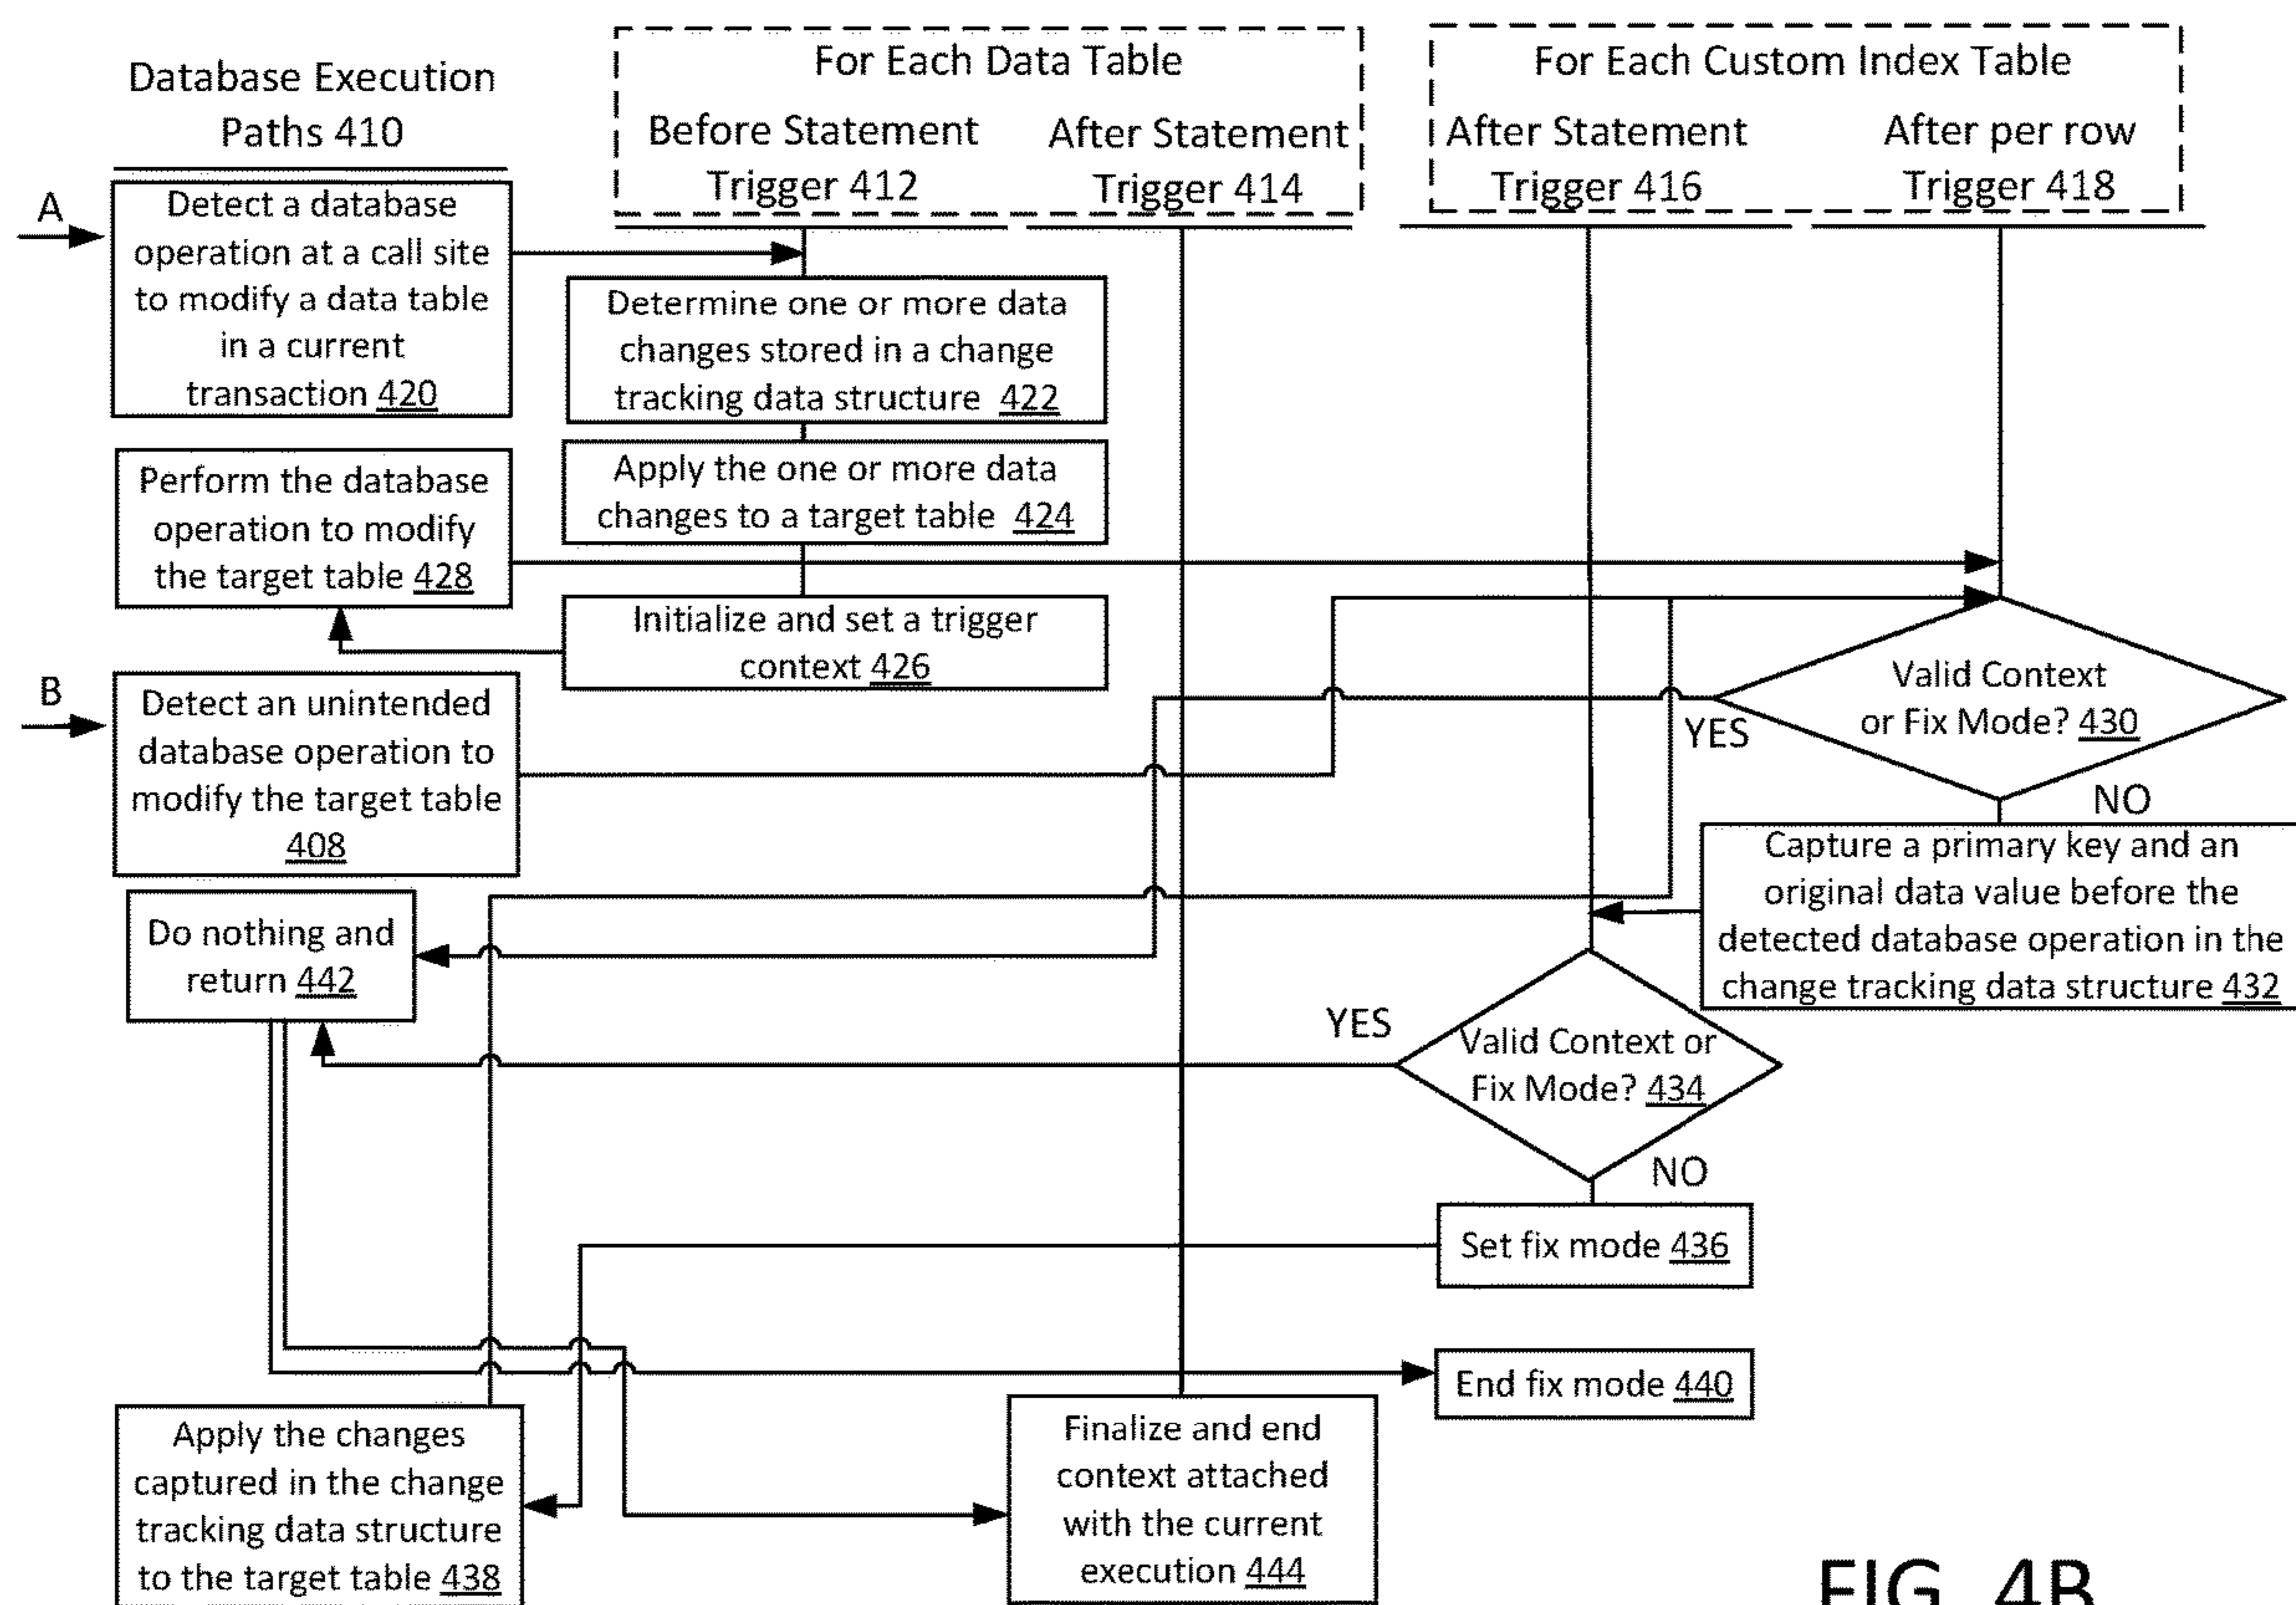 Database Execution
Paths 410
For Each Data Table
Before Statement
Trigger 412
After Statement
Trigger 414
For Each Custom Index Table
After Statement
Trigger 416
After per row
Trigger 418
A
Detect a database
operation at a call site
to modify a data table
in a current
transaction 420
Determine one or more data
changes stored in a change
tracking data structure 422
Apply the one or more data
changes to a target table 424
Perform the database
operation to modify
the target table 428
Initialize and set a trigger
context 426
B
Detect an unintended
database operation to
modify the target table
408
Valid Context
or Fix Mode? 430
YES
NO
Capture a primary key and an
original data value before the
detected database operation in the
change tracking data structure 432
Do nothing and
return 442
YES
Valid Context or
Fix Mode? 434
NO
Set fix mode 436
End fix mode 440
Apply the changes
captured in the change
tracking data structure
to the target table 438
Finalize and end
context attached
with the current
execution 444
FIG. 4B